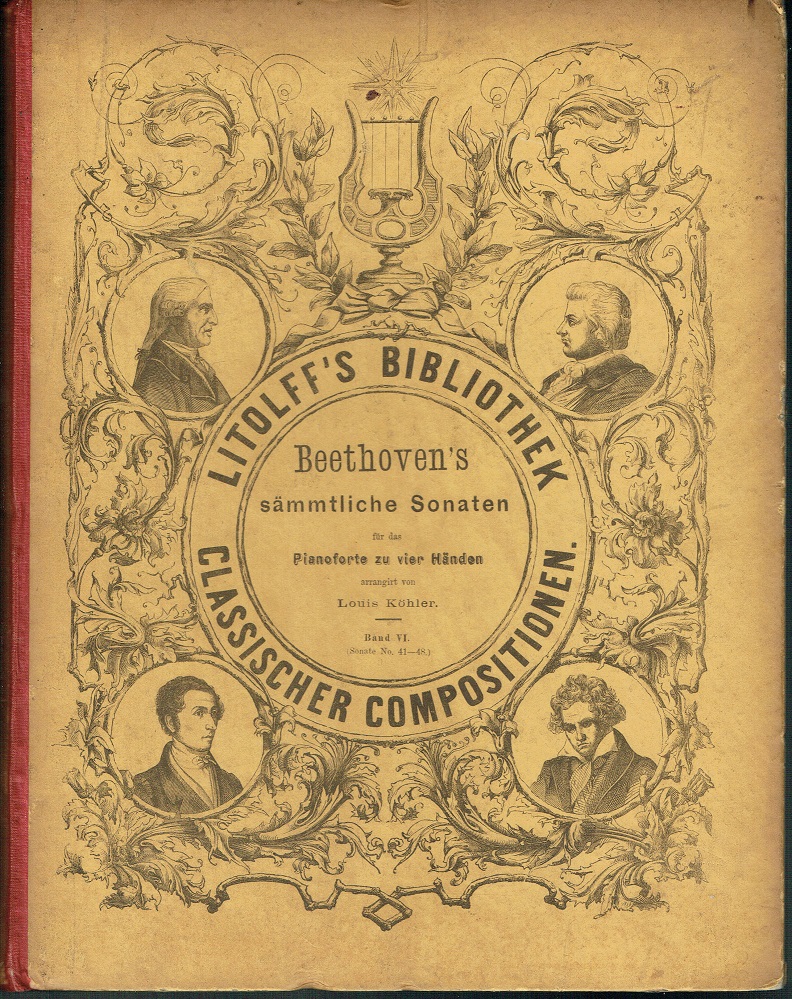 LITOLFF'S BIBLIOTHEK
CLASSISCHER COMPOSITIONEN.
Beethoven's
sämmtliche Sonaten
für das
Pianoforte zu vier Händen
arrangirt von
Louis Köhler.
Band VI.
(Sonate No. 41—48.)